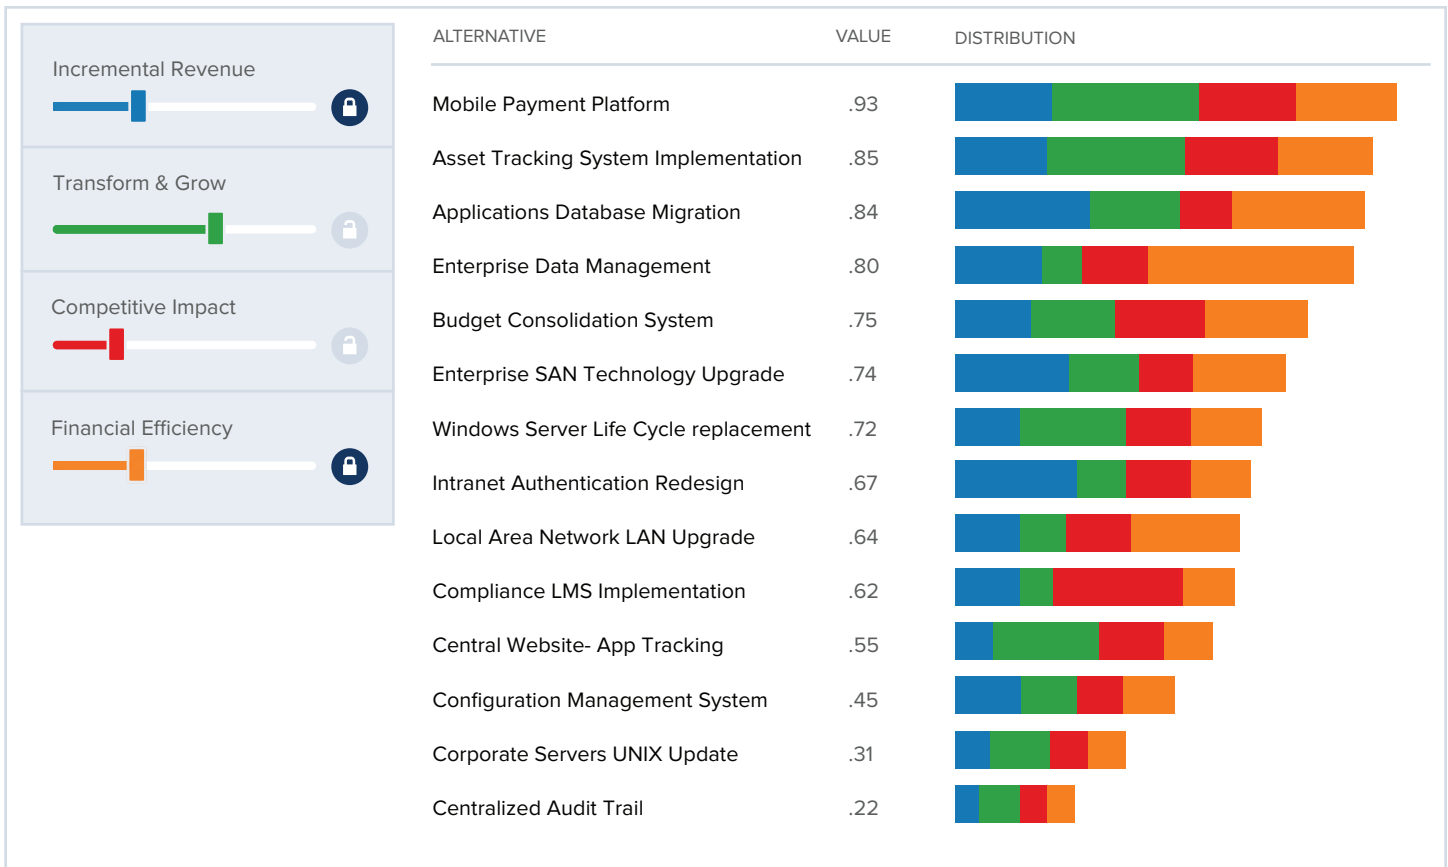 Incremental Revenue
Transform & Grow
Competitive Impact
Financial Efficiency
ALTERNATIVE VALUE DISTRIBUTION
Mobile Payment Platform .93
Asset Tracking System Implementation .85
Applications Database Migration .84
Enterprise Data Management .80
Budget Consolidation System .75
Enterprise SAN Technology Upgrade .74
Windows Server Life Cycle replacement .72
Intranet Authentication Redesign .67
Local Area Network LAN Upgrade .64
Compliance LMS Implementation .62
Central Website- App Tracking .55
Configuration Management System .45
Corporate Servers UNIX Update .31
Centralized Audit Trail .22